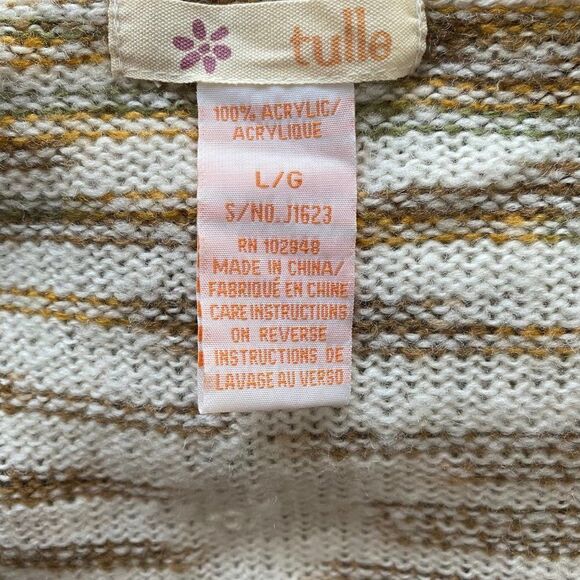 tulle
100% ACRYLIC/
ACRYLIQUE
L/G
S/NO. J1623
RN 102848
MADE IN CHINA/
FABRIQUÉ EN CHINE
CARE INSTRUCTIONS
ON REVERSE
INSTRUCTIONS DE
LAVAGE AU VERSO